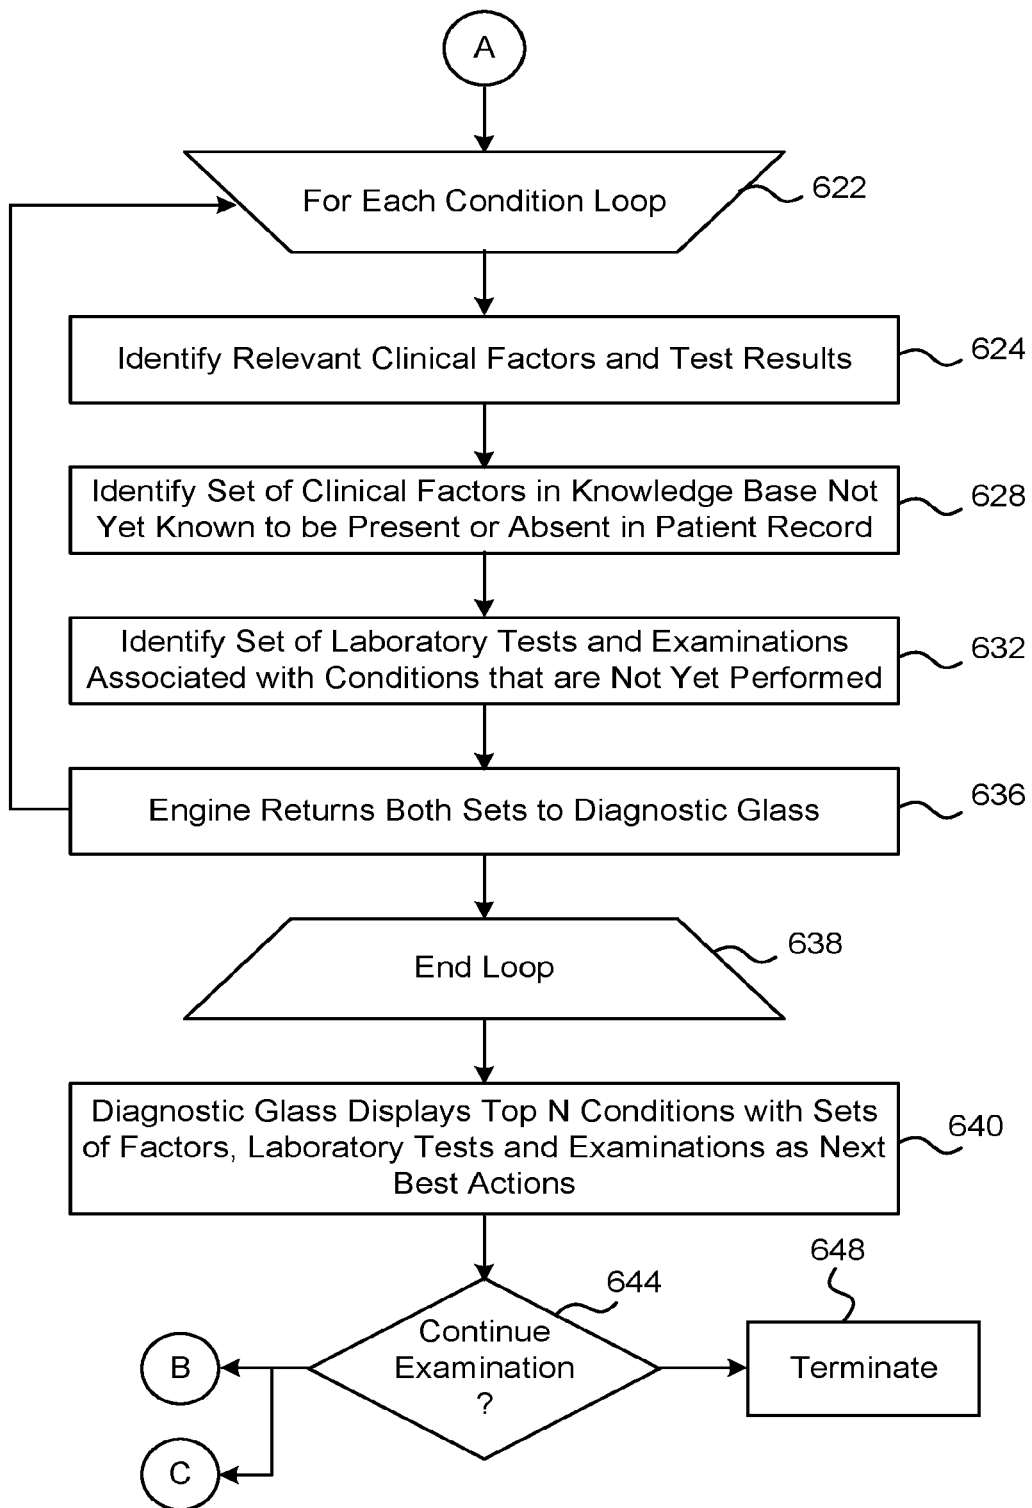 A
For Each Condition Loop
622
Identify Relevant Clinical Factors and Test Results
624
Identify Set of Clinical Factors in Knowledge Base Not
Yet Known to be Present or Absent in Patient Record
628
Identify Set of Laboratory Tests and Examinations
Associated with Conditions that are Not Yet Performed
632
Engine Returns Both Sets to Diagnostic Glass
636
End Loop
638
Diagnostic Glass Displays Top N Conditions with Sets
of Factors, Laboratory Tests and Examinations as Next
Best Actions
640
Continue
Examination
?
644
648
Terminate
B
C